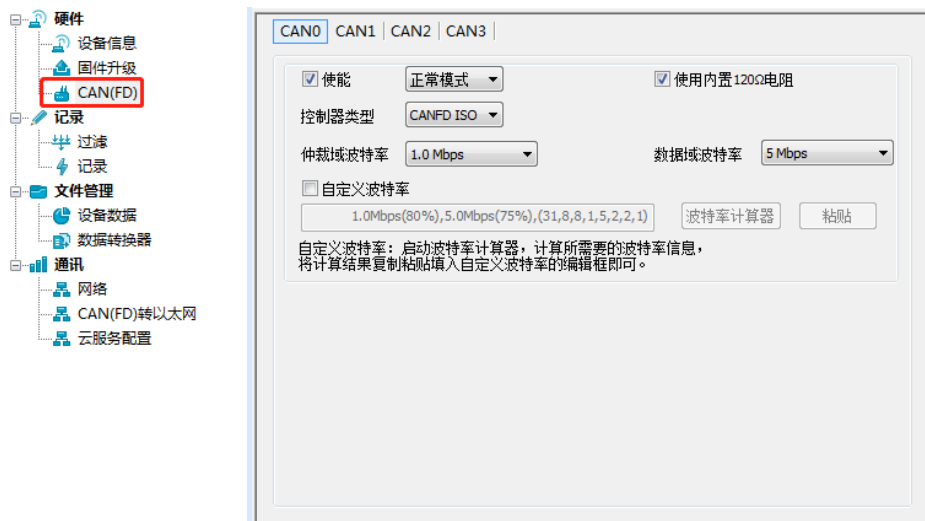 硬件
设备信息
固件升级
CAN(FD)
记录
过滤
记录
文件管理
设备数据
数据转换器
通讯
网络
CAN(FD)转以太网
云服务配置
CAN0 CAN1 CAN2 CAN3
使能 正常模式 使用内置120Ω电阻
控制器类型 CANFD ISO
仲裁域波特率 1.0 Mbps 数据域波特率 5 Mbps
自定义波特率
1.0Mbps(80%),5.0Mbps(75%),(31,8,8,1,5,2,2,1) 波特率计算器 粘贴
自定义波特率：启动波特率计算器，计算所需要的波特率信息，
将计算结果复制粘贴填入自定义波特率的编辑框即可。